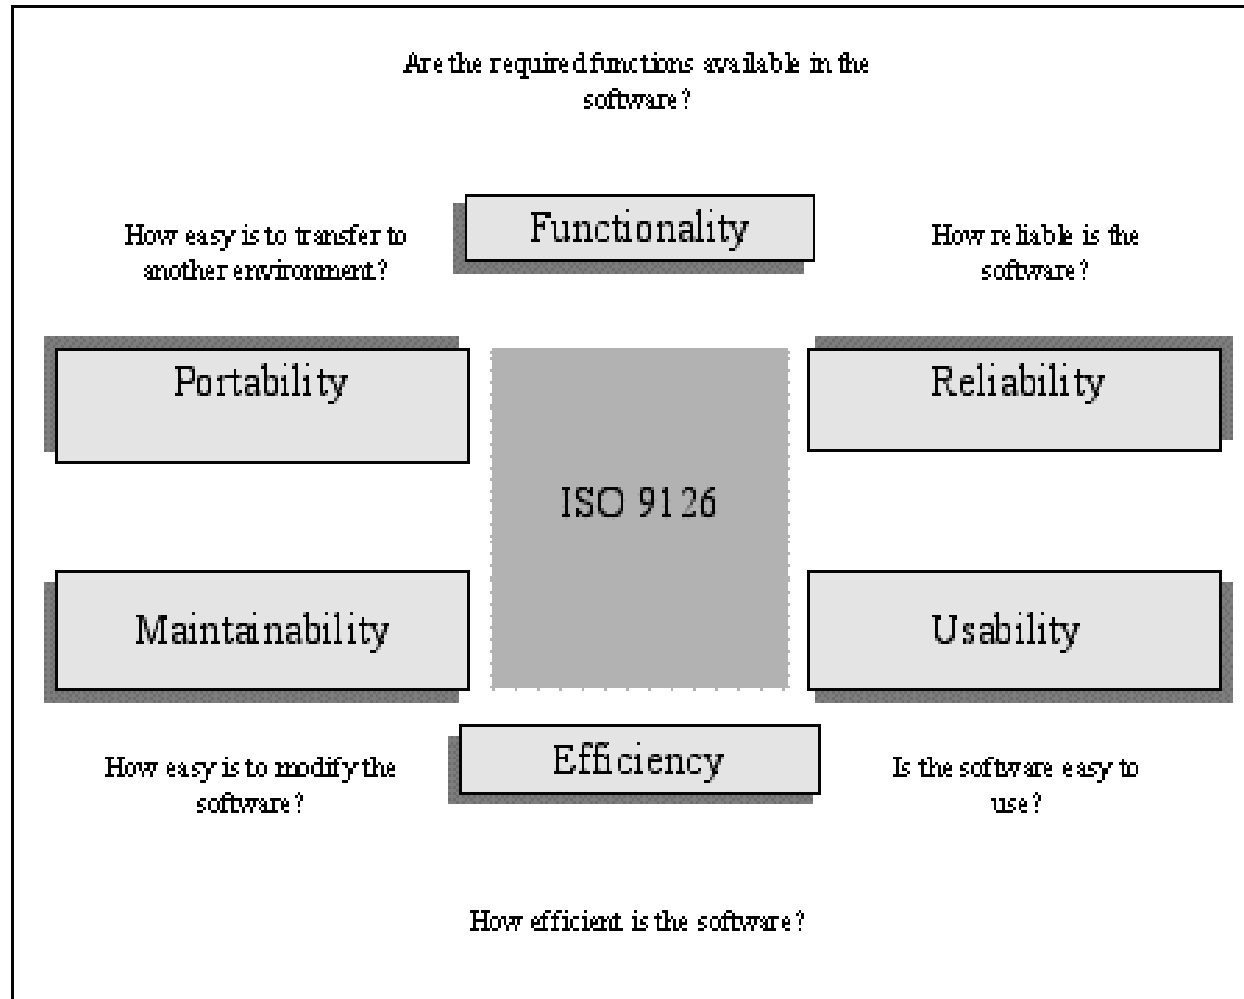 Are the required functions available in the
software?
Functionality
How easy is to transfer to
another environment?
How reliable is the
software?
Portability
Reliability
ISO 9126
Maintainability
Usability
Efficiency
How easy is to modify the
software?
Is the software easy to
use?
How efficient is the software?